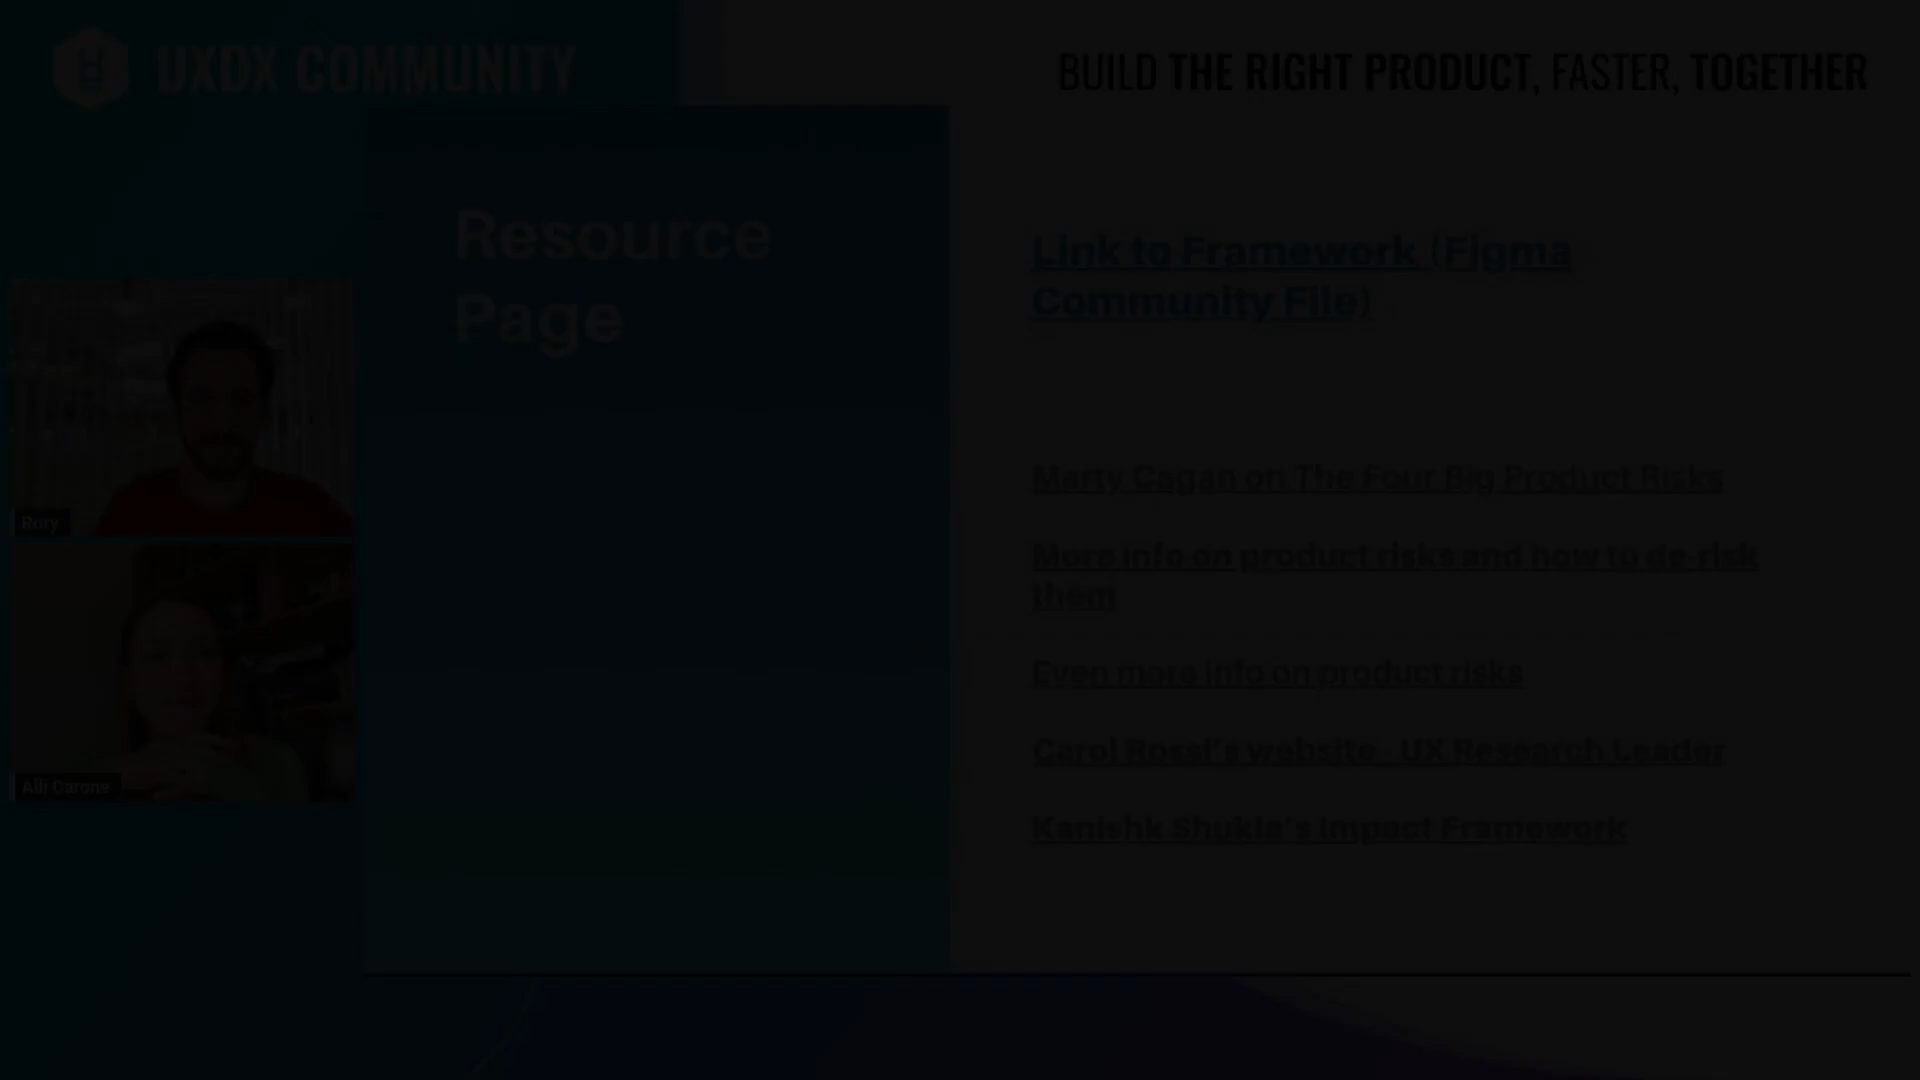 UXDX COMMUNITY
BUILD THE RIGHT PRODUCT, FASTER, TOGETHER
Resource
Page
Link to Framework (Figma
Community File)
Marty Cagan on The Four Big Product Risks
More info on product risks and how to de-risk
them
Even more info on product risks
Carol Rossi's website - UX Research Leader
Kanishk Shukla's Impact Framework
Rory
Alli Carone